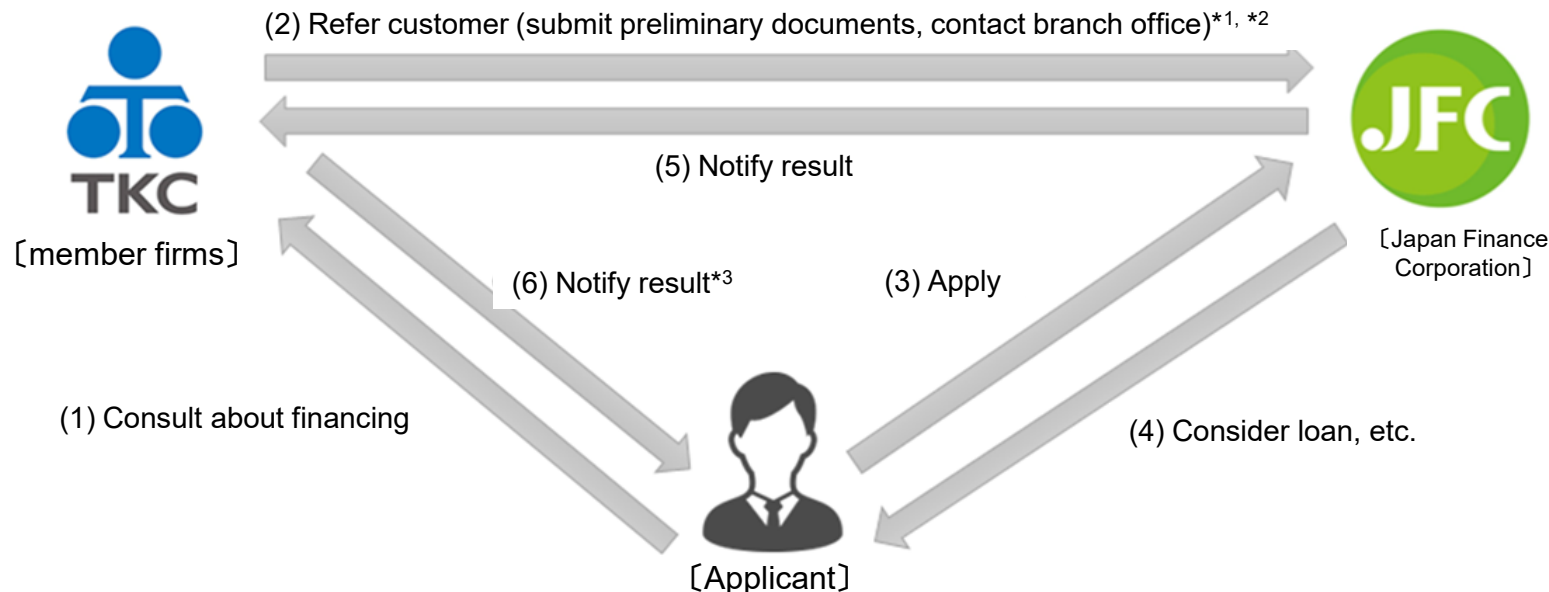 (2) Refer customer (submit preliminary documents, contact branch office)*1, *2
TKC
〔member firms〕
JFC
〔Japan Finance
Corporation〕
(5) Notify result
(6) Notify result*3
(3) Apply
(1) Consult about financing
(4) Consider loan, etc.
〔Applicant〕